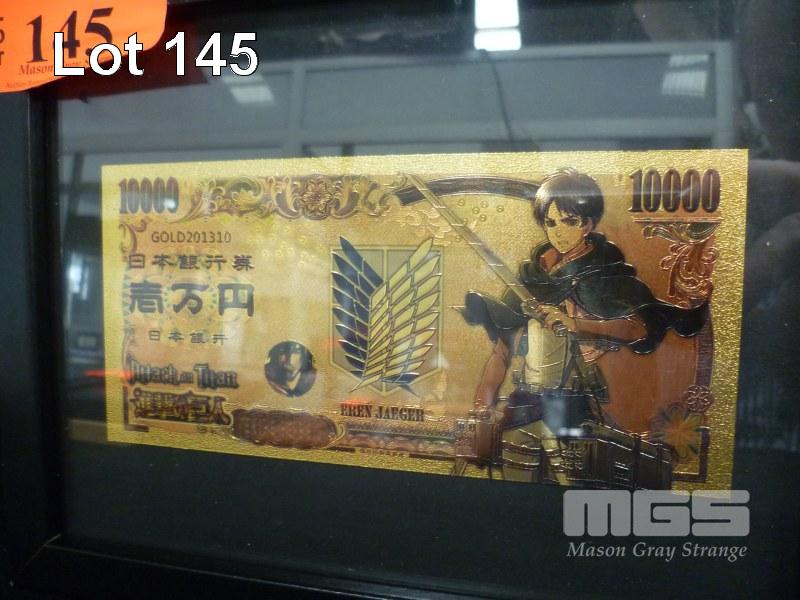 145
Lot 145
10000
10000
GOLD201310
日本銀行券
壱万円
日本銀行
Attack on Titan
進撃の巨人
EREN JAEGER
MGS
Mason Gray Strange